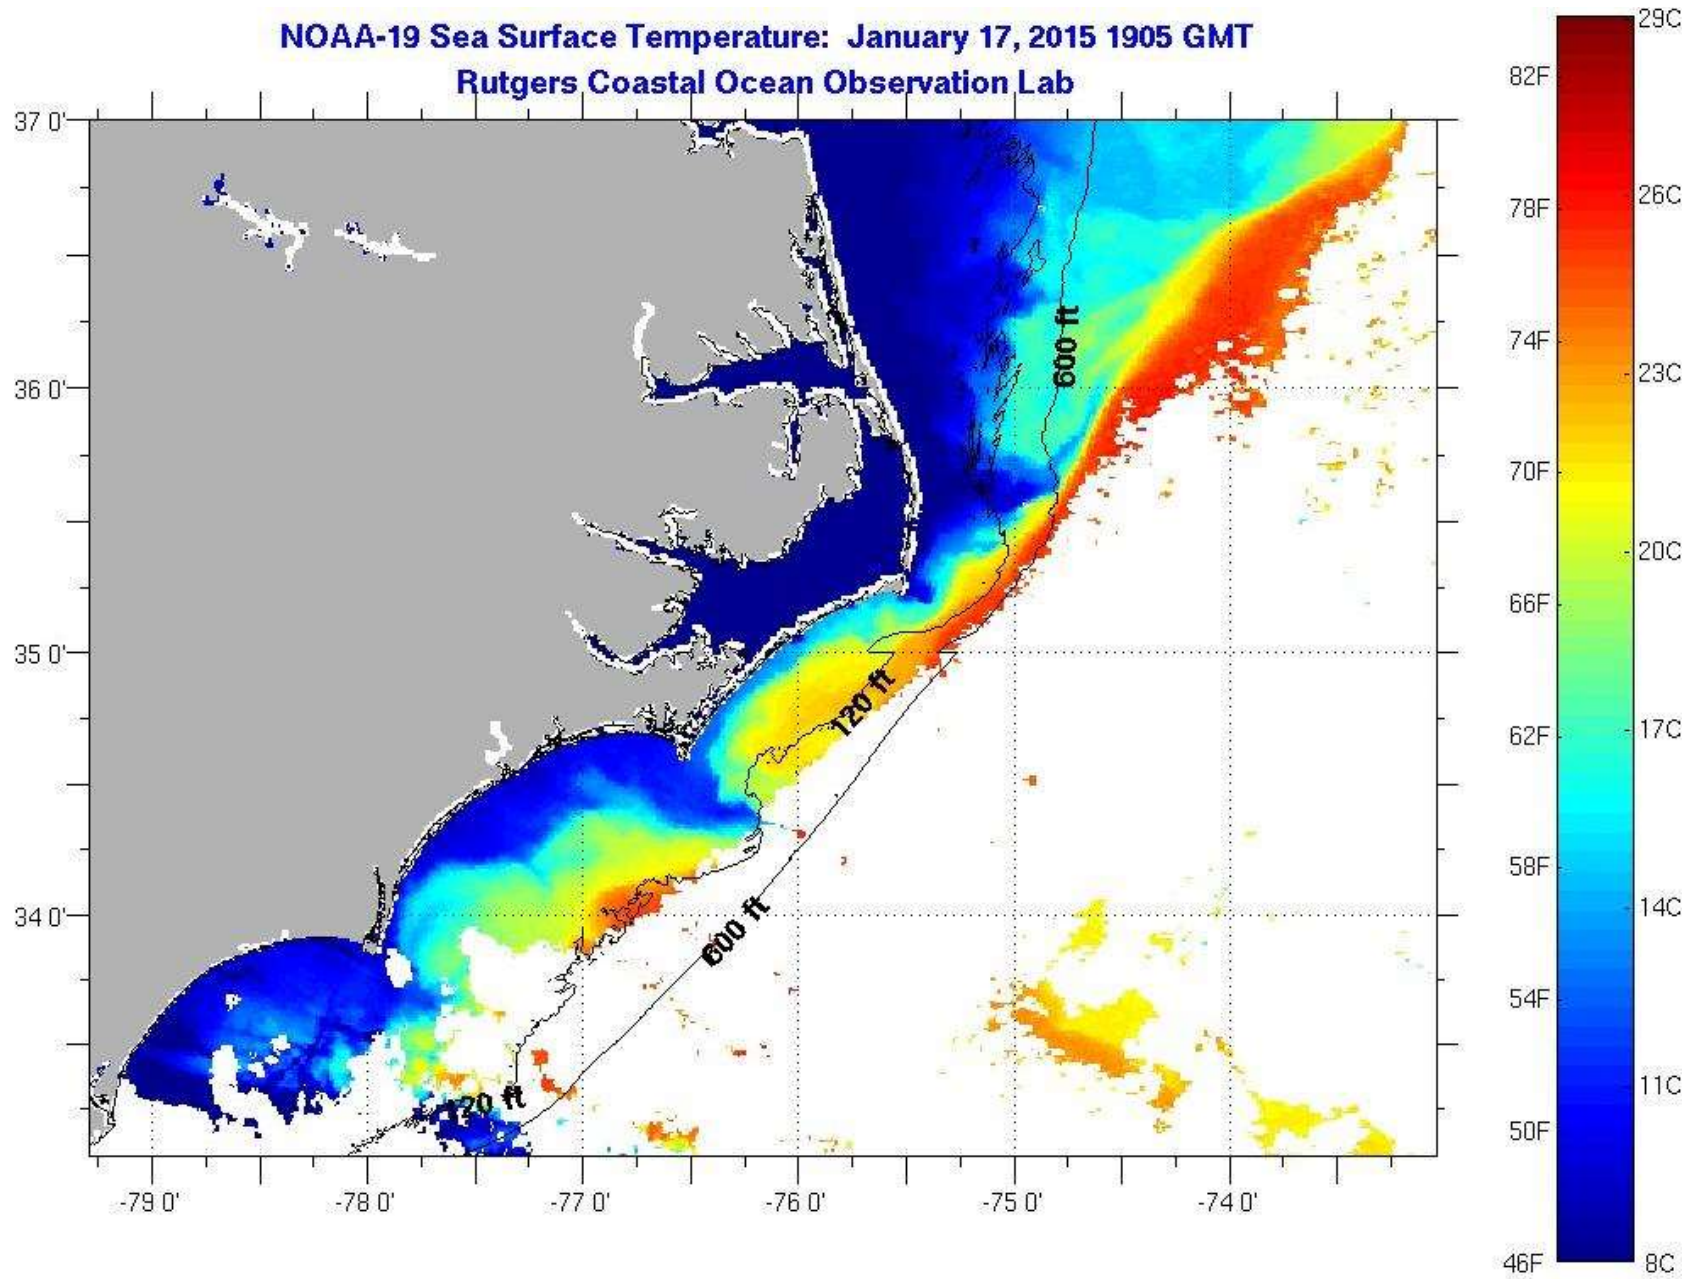 NOAA-19 Sea Surface Temperature: January 17, 2015 1905 GMT
Rutgers Coastal Ocean Observation Lab
37 0'
36 0'
35 0'
34 0'
-79 0'
-78 0'
-77 0'
-76 0'
-75 0'
-74 0'
600 ft
120 ft
600 ft
120 ft
82F
78F
74F
70F
66F
62F
58F
54F
50F
46F
29C
26C
23C
20C
17C
14C
11C
8C